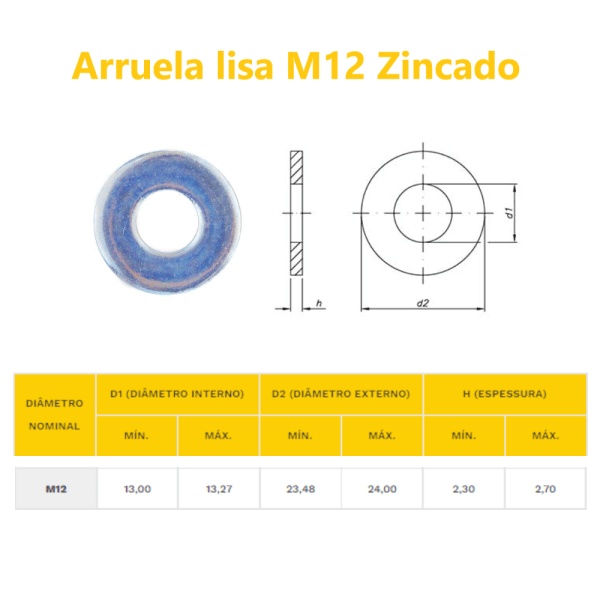 Arruela lisa M12 Zincado
h
d1
d2
DIÂMETRO NOMINAL
D1 (DIÂMETRO INTERNO) D2 (DIÂMETRO EXTERNO) H (ESPESSURA)
MÍN. MÁX. MÍN. MÁX. MÍN. MÁX.
M12 13,00 13,27 23,48 24,00 2,30 2,70